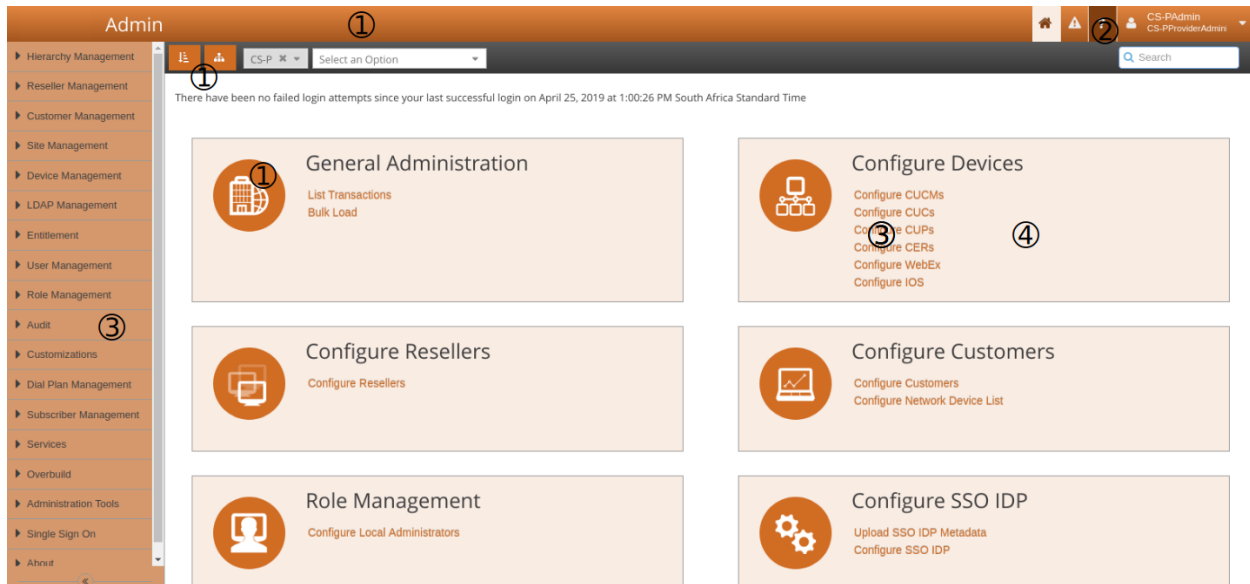 Admin
①
②
CS-PAdmin
CS-PProviderAdmini
CS-P
Select an Option
Search
①
There have been no failed login attempts since your last successful login on April 25, 2019 at 1:00:26 PM South Africa Standard Time
Hierarchy Management
Reseller Management
Customer Management
Site Management
Device Management
LDAP Management
Entitlement
User Management
Role Management
Audit
③
Customizations
Dial Plan Management
Subscriber Management
Services
Overbuild
Administration Tools
Single Sign On
About
General Administration
①
List Transactions
Bulk Load
Configure Devices
Configure CUCMs
Configure CUCs
Configure CUPs
③
④
Configure CERs
Configure WebEx
Configure IOS
Configure Resellers
Configure Resellers
Configure Customers
Configure Customers
Configure Network Device List
Role Management
Configure Local Administrators
Configure SSO IDP
Upload SSO IDP Metadata
Configure SSO IDP